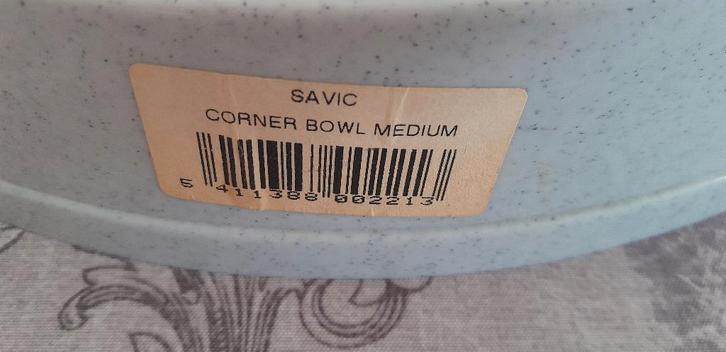 SAVIC
CORNER BOWL MEDIUM
5 411388 002213